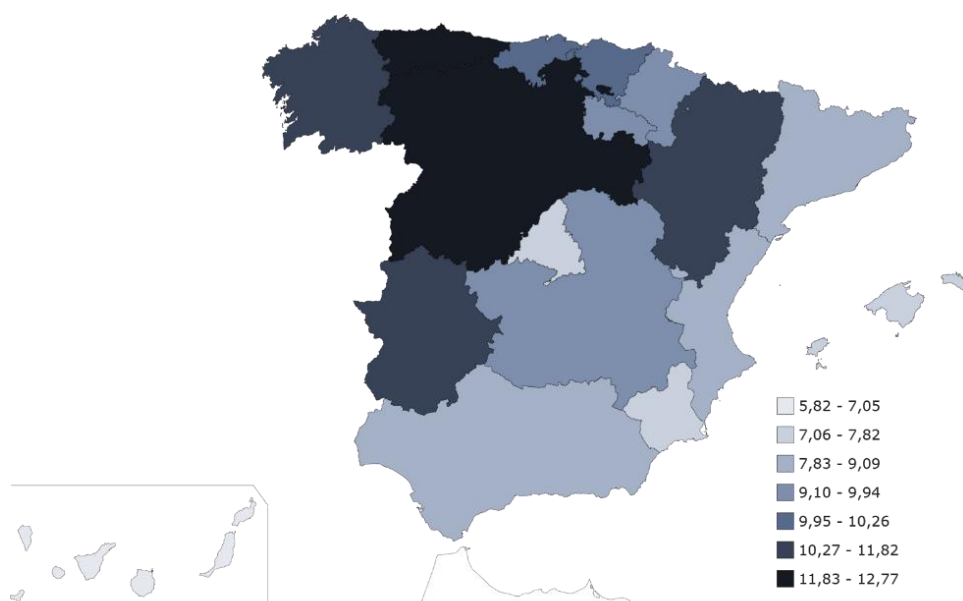 5,82 - 7,05
7,06 - 7,82
7,83 - 9,09
9,10 - 9,94
9,95 - 10,26
10,27 - 11,82
11,83 - 12,77